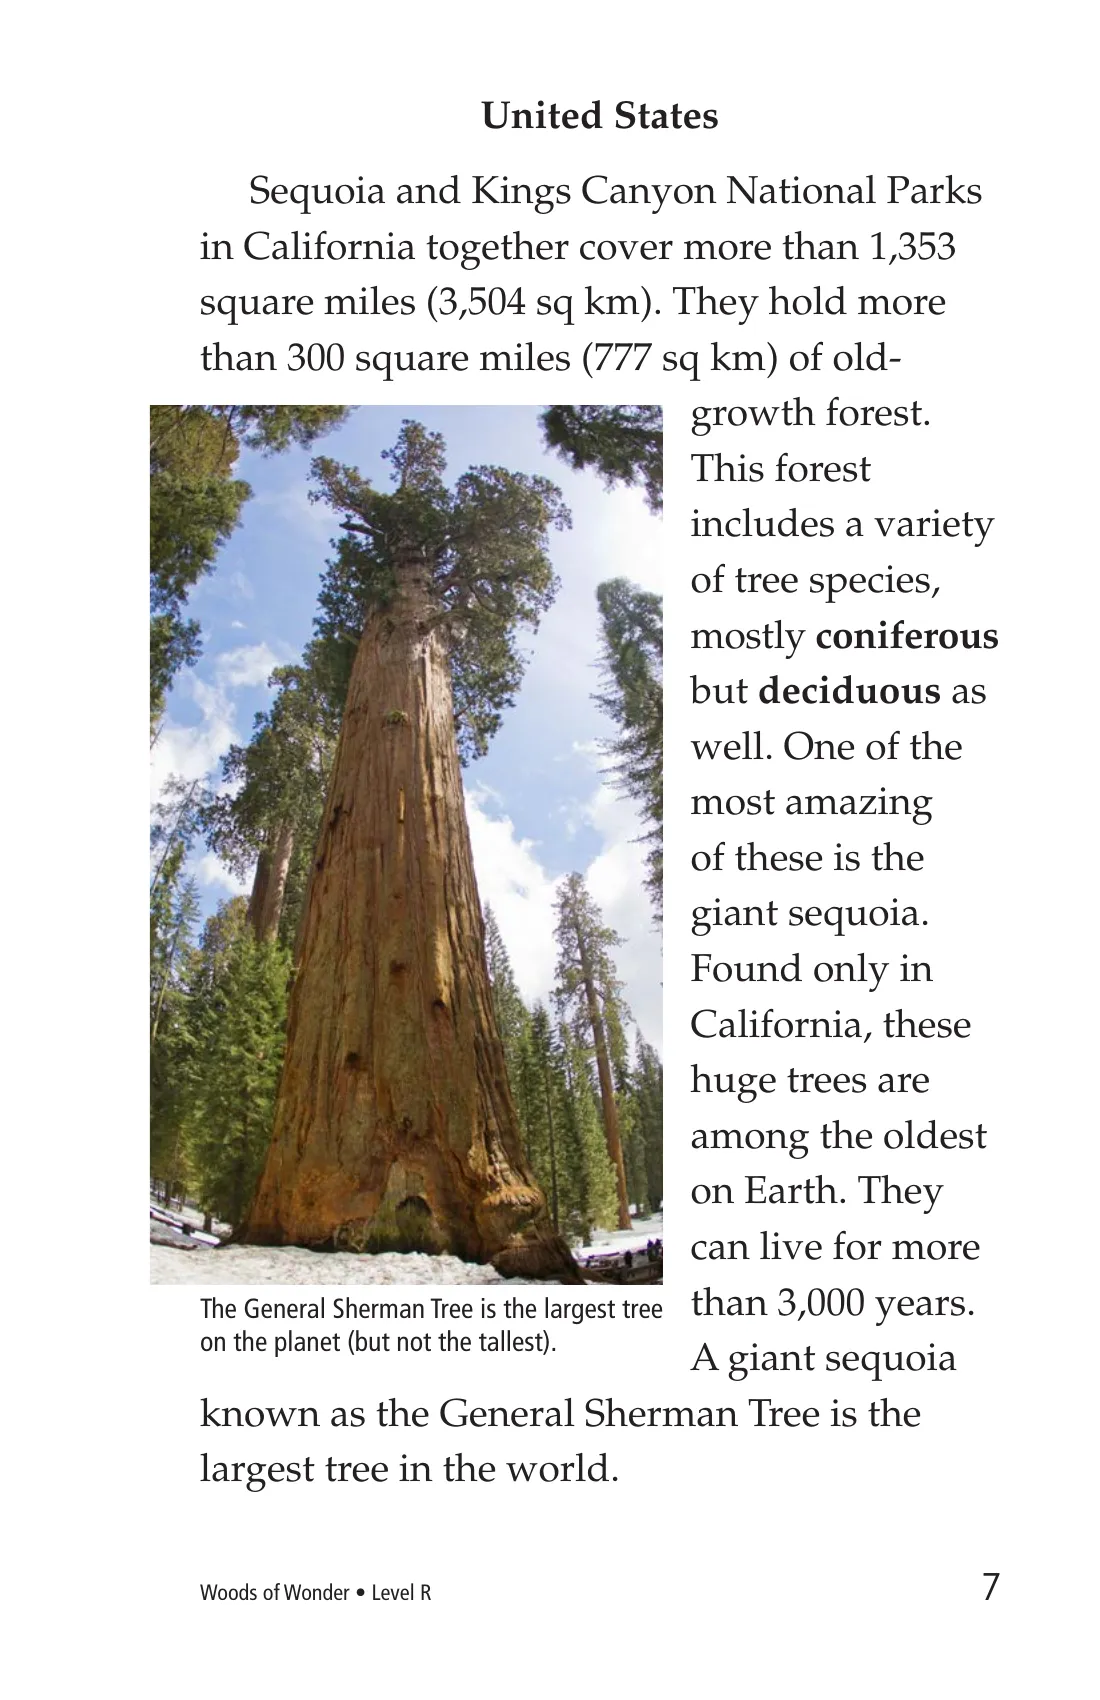 United States
Sequoia and Kings Canyon National Parks
in California together cover more than 1,353
square miles (3,504 sq km). They hold more
than 300 square miles (777 sq km) of old-
growth forest.
This forest
includes a variety
of tree species,
mostly coniferous
but deciduous as
well. One of the
most amazing
of these is the
giant sequoia.
Found only in
California, these
huge trees are
among the oldest
on Earth. They
can live for more
than 3,000 years.
A giant sequoia
known as the General Sherman Tree is the
largest tree in the world.
The General Sherman Tree is the largest tree
on the planet (but not the tallest).
Woods of Wonder • Level R
7